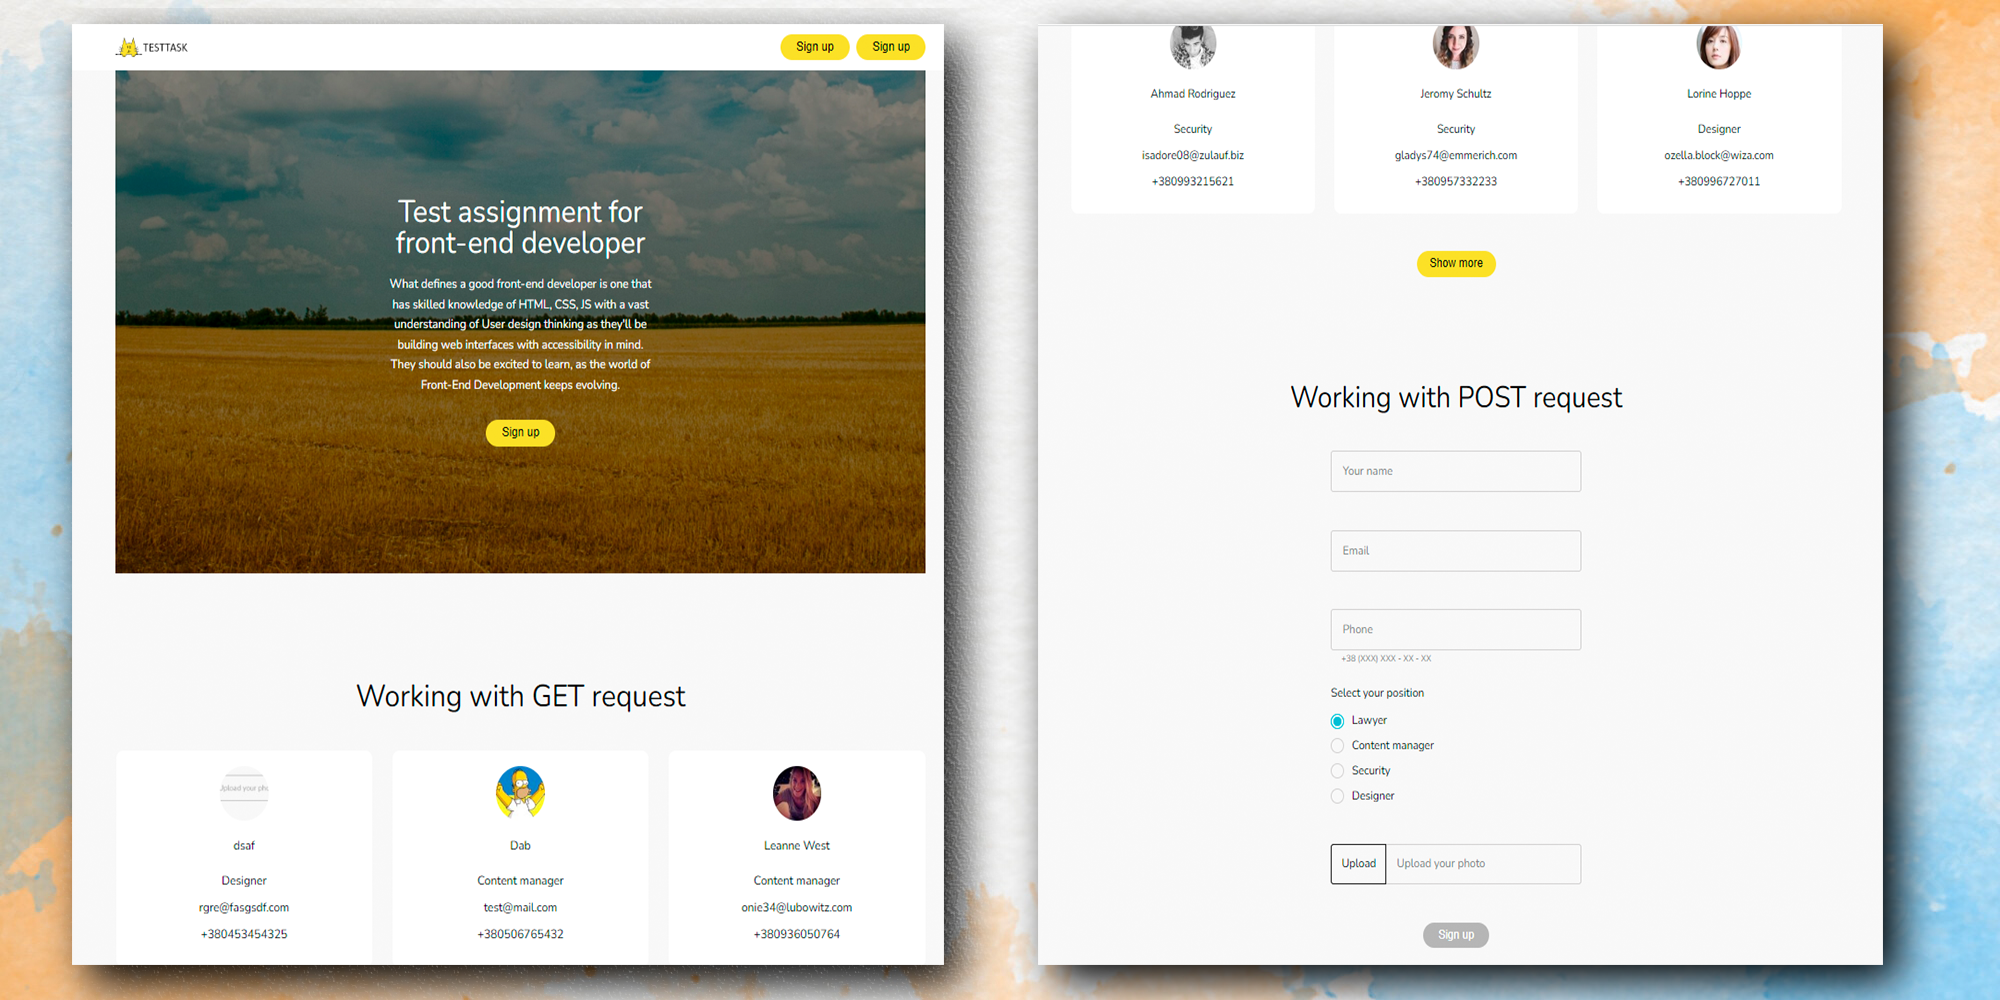 TESTTASK
Sign up
Sign up
Test assignment for
front-end developer
What defines a good front-end developer is one that
has skilled knowledge of HTML, CSS, JS with a vast
understanding of User design thinking as they'll be
building web interfaces with accessibility in mind.
They should also be excited to learn, as the world of
Front-End Development keeps evolving.
Sign up
Working with GET request
Upload your pho
dsaf
Designer
rgre@fasgsdf.com
+380453454325
Dab
Content manager
test@mail.com
+380506765432
Leanne West
Content manager
onie34@lubowitz.com
+380936050764
Ahmad Rodriguez
Security
isadore08@zulauf.biz
+380993215621
Jeromy Schultz
Security
gladys74@emmerich.com
+380957332233
Lorine Hoppe
Designer
ozella.block@wiza.com
+380996727011
Show more
Working with POST request
Your name
Email
Phone
+38 (XXX) XXX - XX - XX
Select your position
Lawyer
Content manager
Security
Designer
Upload
Upload your photo
Sign up